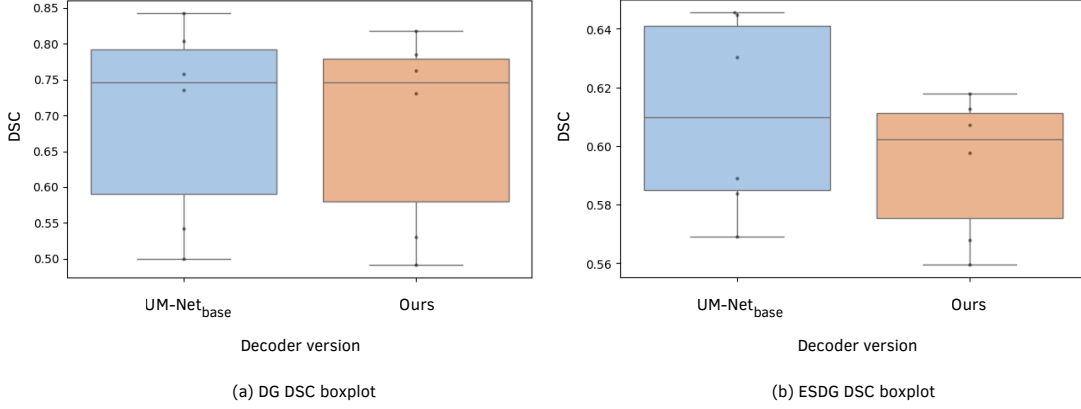 0.85
0.80
0.75
0.70
0.65
0.60
0.55
0.50
DSC
UM-Net_base
Ours
Decoder version
(a) DG DSC boxplot
0.64
0.62
0.60
0.58
0.56
DSC
UM-Net_base
Ours
Decoder version
(b) ESDG DSC boxplot